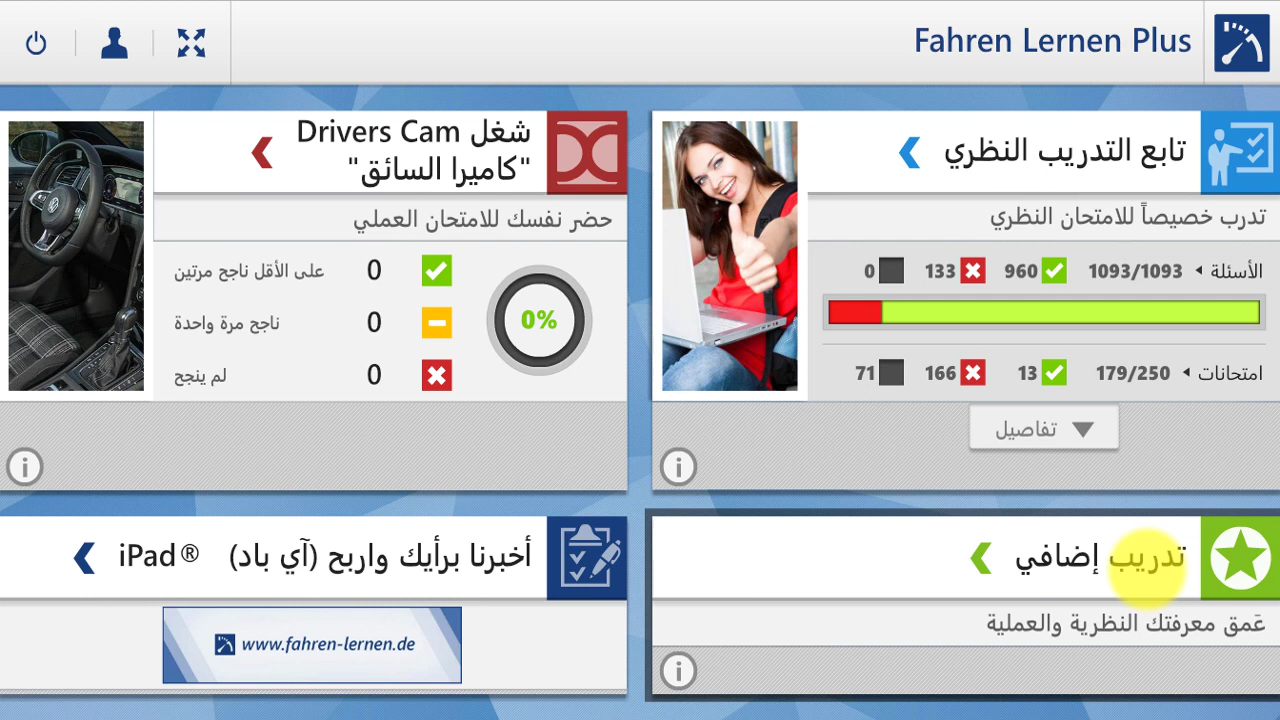 Fahren Lernen Plus
تابع التدريب النظري
تدرب خصيصاً للامتحان النظري
الأسئلة 1093/1093 960 133 0
امتحانات 179/250 13 166 71
تفاصيل
شغل Drivers Cam
"كاميرا السائق"
حضر نفسك للامتحان العملي
0%
0 على الأقل ناجح مرتين
0 ناجح مرة واحدة
0 لم ينجح
تدريب إضافي
عَمق معرفتك النظرية والعملية
أخبرنا برأيك واربح (آي باد) iPad®
www.fahren-lernen.de